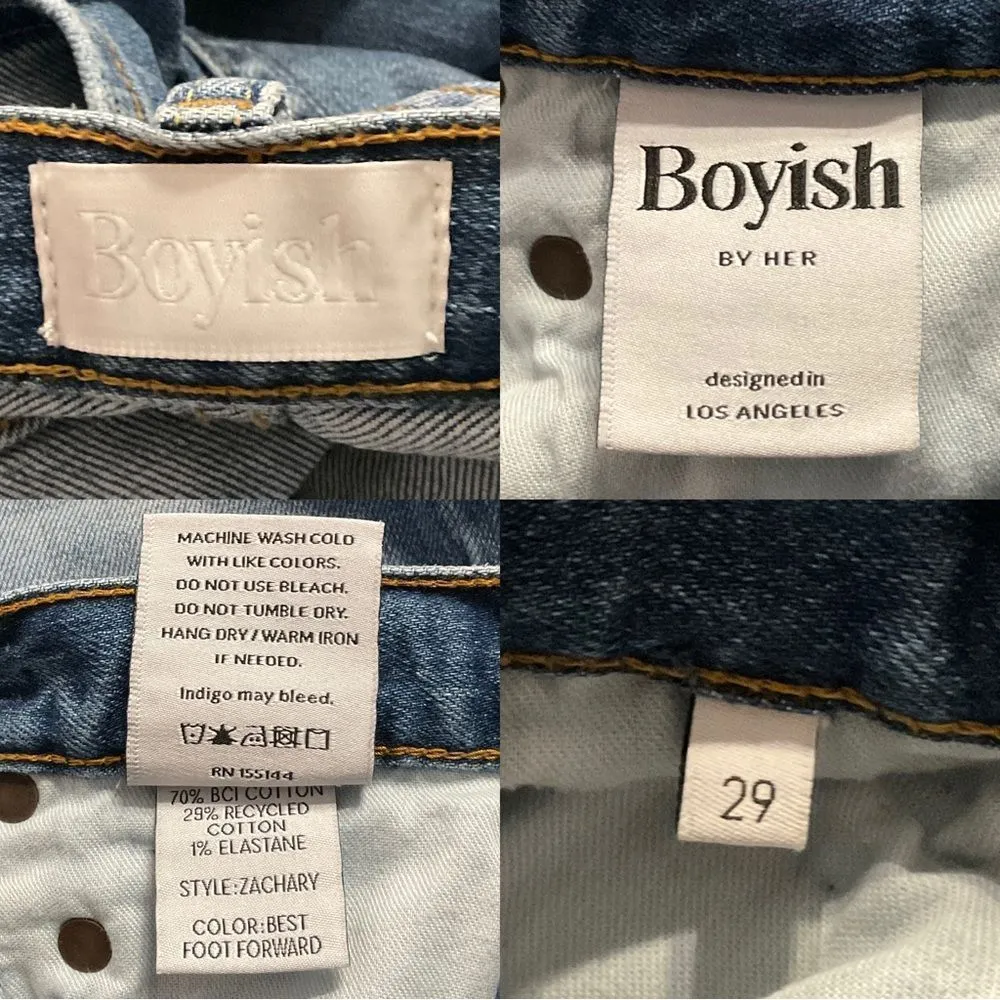 Boyish
Boyish
BY HER
designed in
LOS ANGELES
MACHINE WASH COLD
WITH LIKE COLORS.
DO NOT USE BLEACH.
DO NOT TUMBLE DRY.
HANG DRY / WARM IRON
IF NEEDED.
Indigo may bleed.
RN 155144
70% BCI COTTON
29% RECYCLED
COTTON
1% ELASTANE
STYLE:ZACHARY
COLOR:BEST
FOOT FORWARD
29